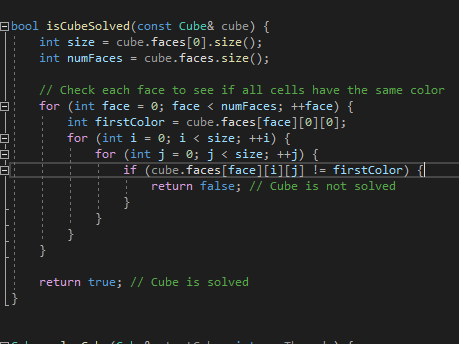 bool isCubeSolved(const Cube& cube) {
    int size = cube.faces[0].size();
    int numFaces = cube.faces.size();

    // Check each face to see if all cells have the same color
    for (int face = 0; face < numFaces; ++face) {
        int firstColor = cube.faces[face][0][0];
        for (int i = 0; i < size; ++i) {
            for (int j = 0; j < size; ++j) {
                if (cube.faces[face][i][j] != firstColor) {
                    return false; // Cube is not solved
                }
            }
        }
    }

    return true; // Cube is solved
}